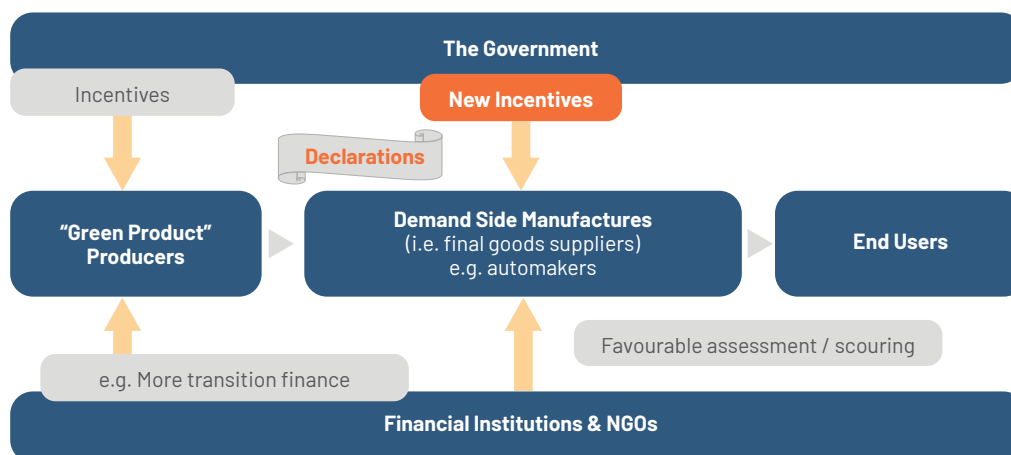 The Government
Incentives
New Incentives
Declarations
“Green Product”
Producers
Demand Side Manufactures
(i.e. final goods suppliers)
e.g. automakers
End Users
Favourable assessment / scouring
e.g. More transition finance
Financial Institutions & NGOs